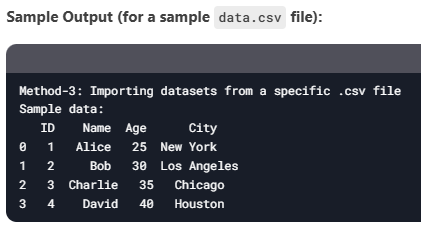 Sample Output (for a sample data.csv file):
Method-3: Importing datasets from a specific .csv file
Sample data:
   ID     Name  Age         City
0   1    Alice   25  New York
1   2      Bob   30  Los Angeles
2   3  Charlie   35    Chicago
3   4    David   40    Houston